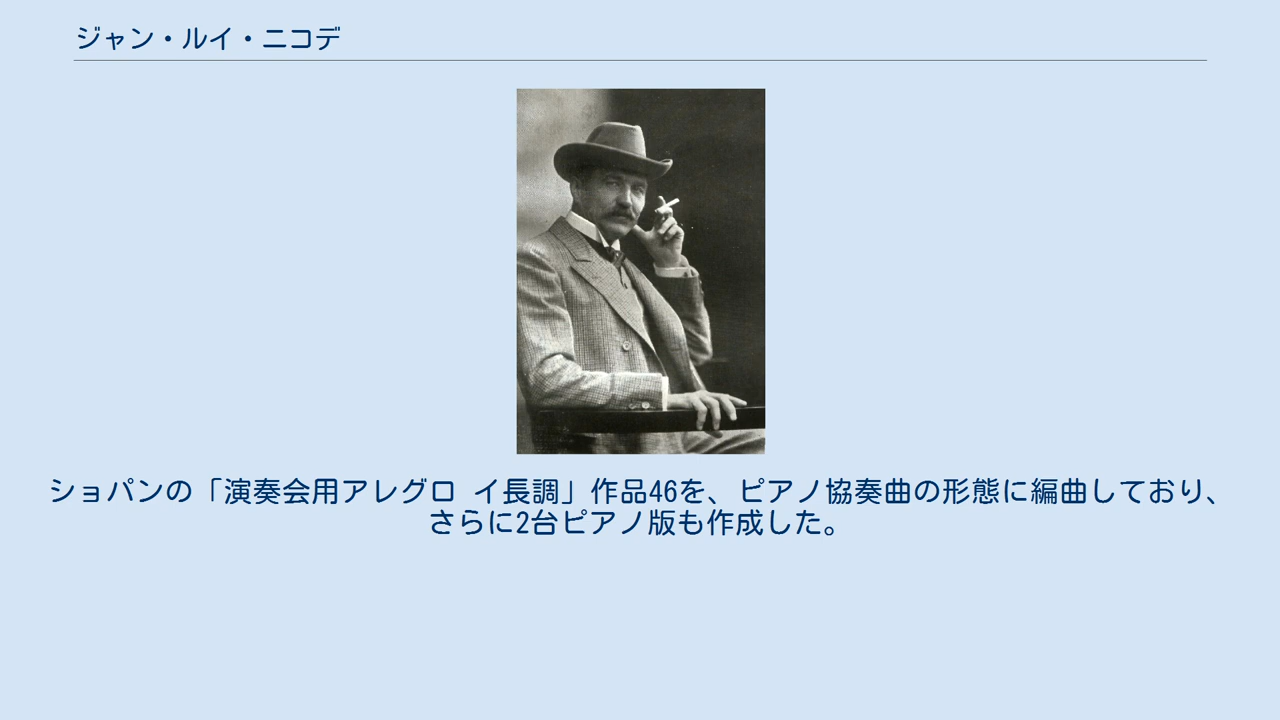 ジャン・ルイ・ニコデ
ショパンの「演奏会用アレグロ イ長調」作品46を、ピアノ協奏曲の形態に編曲しており、
さらに2台ピアノ版も作成した。